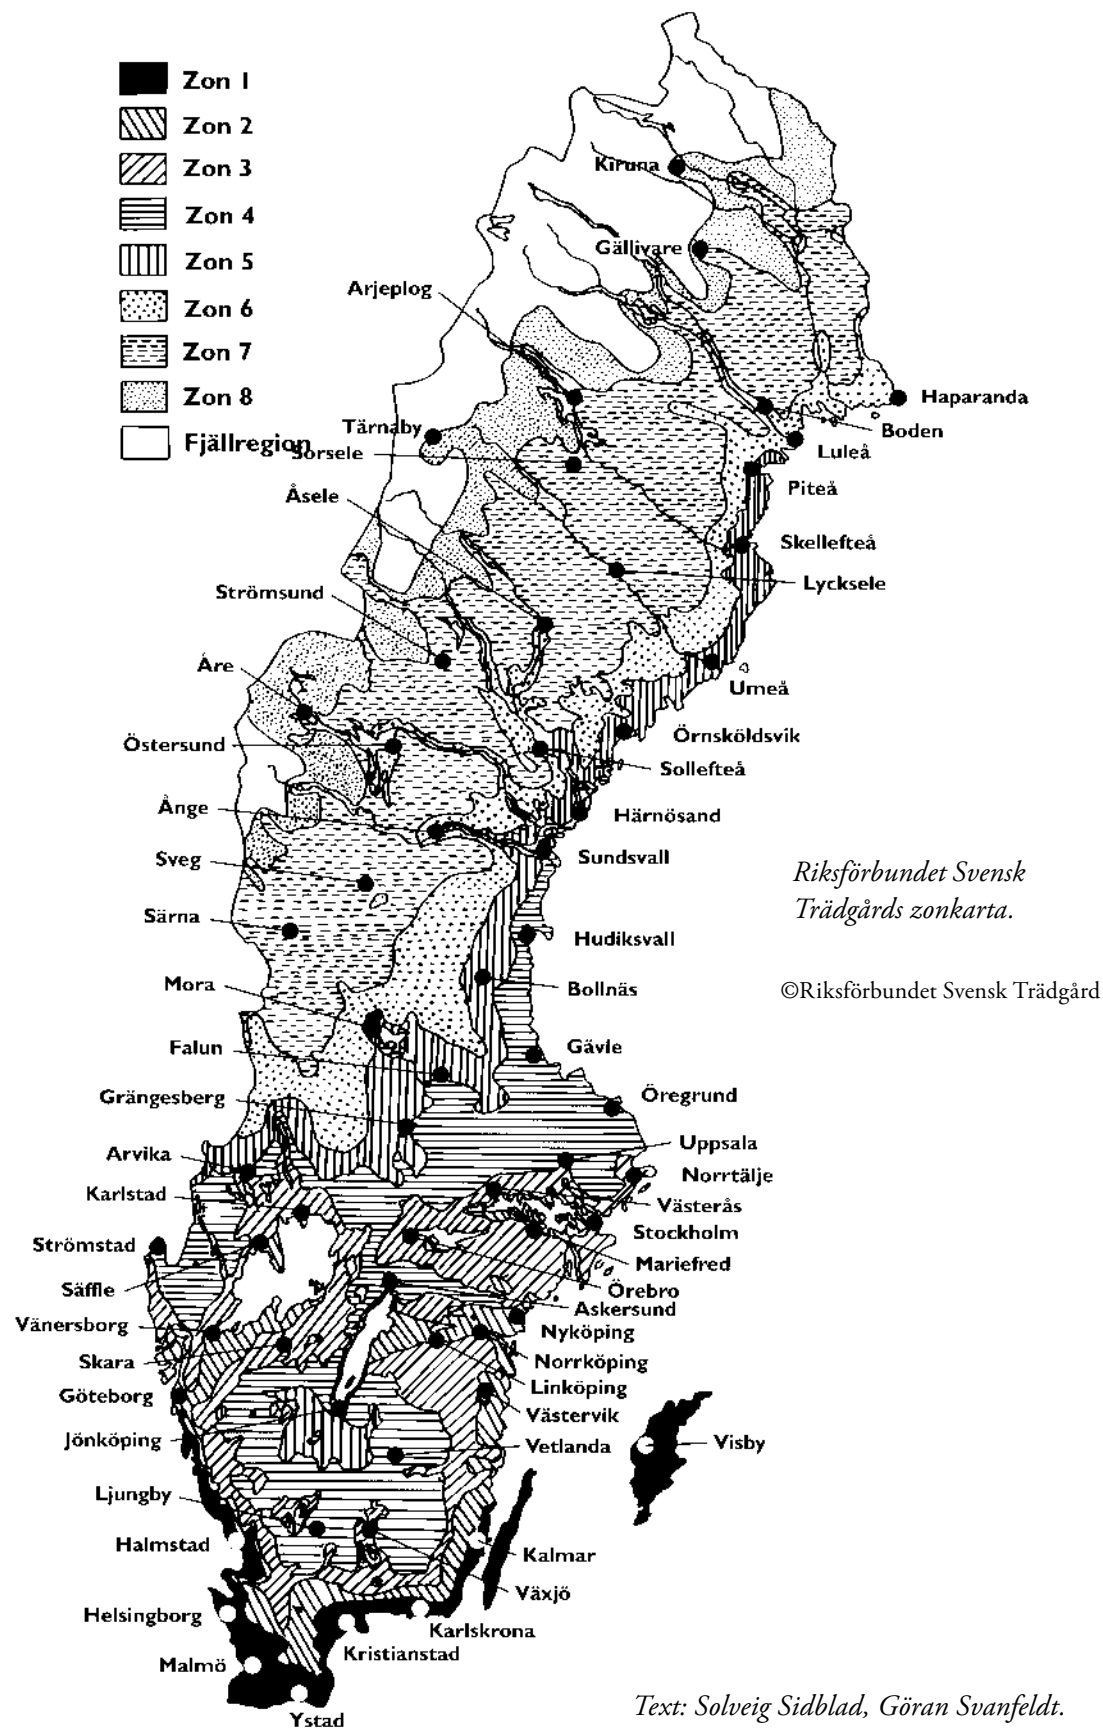 Zon 1
Zon 2
Zon 3
Zon 4
Zon 5
Zon 6
Zon 7
Zon 8
Fjällregion
Kiruna
Gällivare
Arjeplog
Haparanda
Tärnaby
Boden
Luleå
Sorsele
Piteå
Åsele
Skellefteå
Lycksele
Strömsund
Åre
Umeå
Örnsköldsvik
Östersund
Sollefteå
Ånge
Härnösand
Sveg
Sundsvall
Riksförbundet Svensk
Trädgårds zonkarta.
Särna
Hudiksvall
Mora
Bollnäs
©Riksförbundet Svensk Trädgård
Falun
Gävle
Grängesberg
Öregrund
Arvika
Uppsala
Norrtälje
Karlstad
Västerås
Stockholm
Strömstad
Mariefred
Säffle
Örebro
Askersund
Vänersborg
Nyköping
Skara
Norrköping
Linköping
Göteborg
Västervik
Jönköping
Vetlanda
Visby
Ljungby
Halmstad
Kalmar
Växjö
Helsingborg
Karlskrona
Kristianstad
Malmö
Text: Solveig Sidblad, Göran Svanfeldt.
Ystad